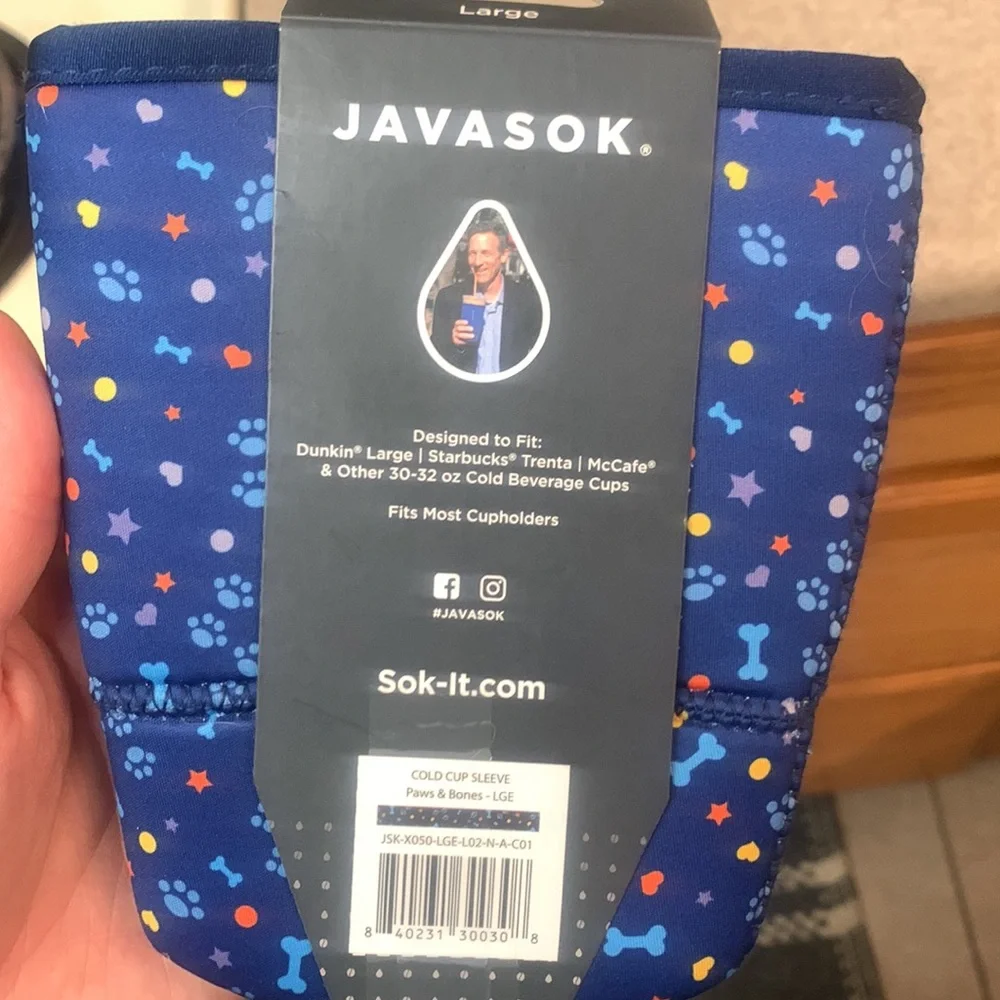 Large
JAVASOK®
Designed to Fit:
Dunkin® Large | Starbucks® Trenta | McCafe®
& Other 30-32 oz Cold Beverage Cups
Fits Most Cupholders
#JAVASOK
Sok-It.com
COLD CUP SLEEVE
Paws & Bones - LGE
JSK-X050-LGE-L02-N-A-C01
8 40231 30030 8